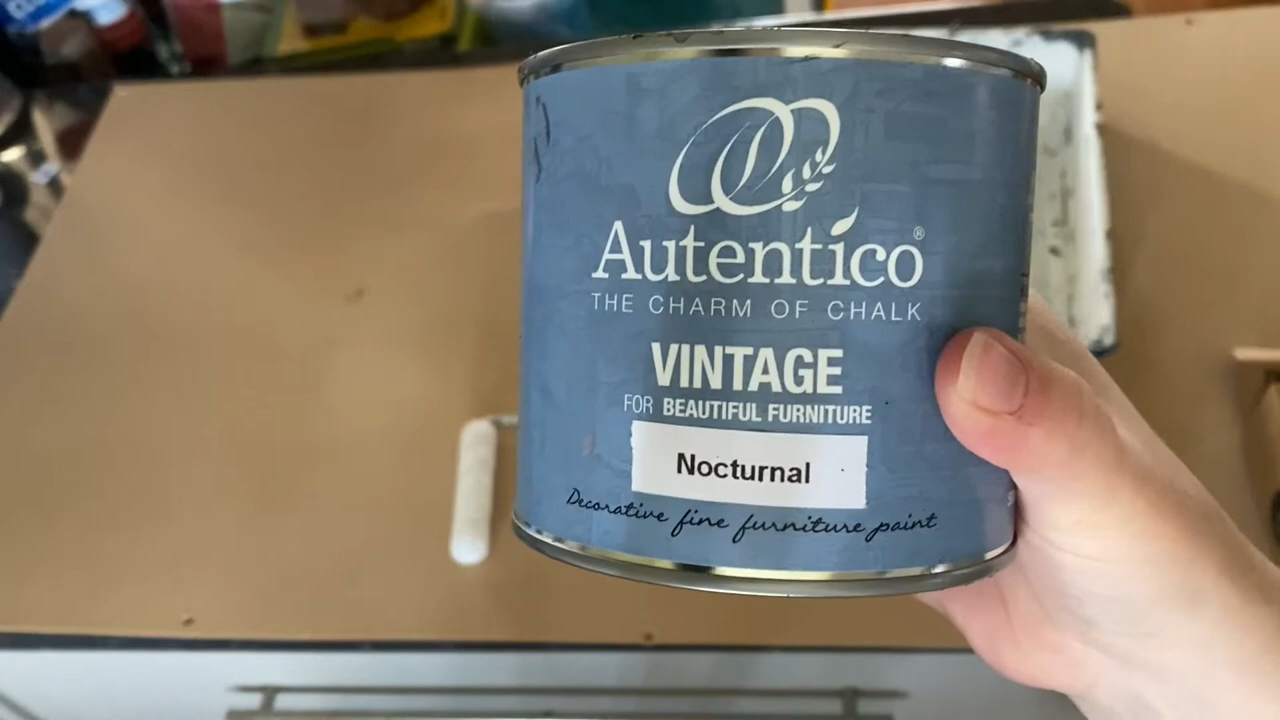 Autentico®
THE CHARM OF CHALK
VINTAGE
FOR BEAUTIFUL FURNITURE
Nocturnal
Decorative fine furniture paint